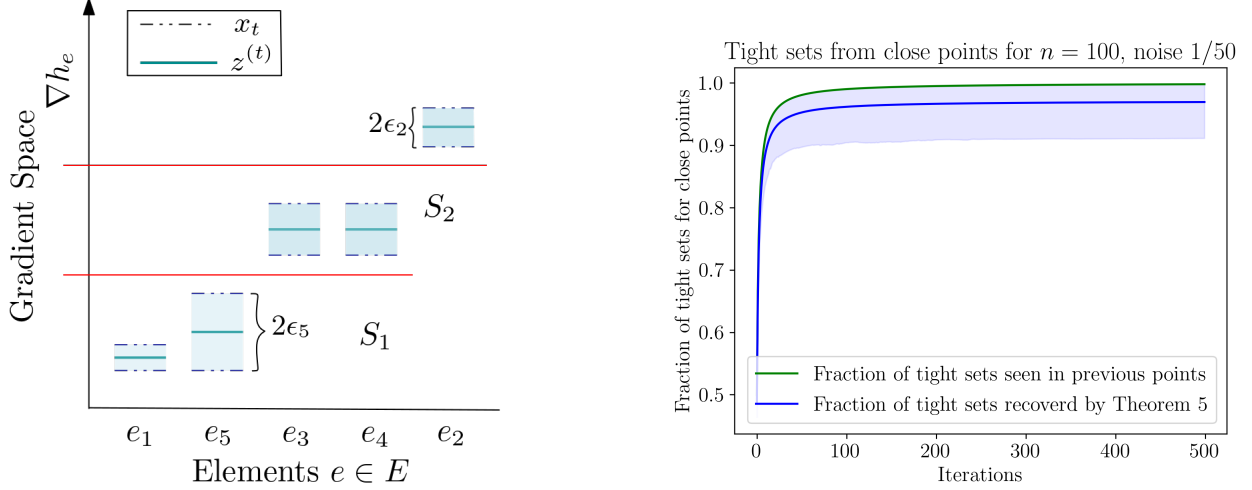 x_t
z^{(t)}
∇h_e
Gradient Space
2ϵ_2
S_2
2ϵ_5
S_1
e_1 e_5 e_3 e_4 e_2
Elements e ∈ E
Tight sets from close points for n = 100, noise 1/50
Fraction of tight sets for close points
1.0
0.9
0.8
0.7
0.6
0.5
Fraction of tight sets seen in previous points
Fraction of tight sets recoverd by Theorem 5
0 100 200 300 400 500
Iterations